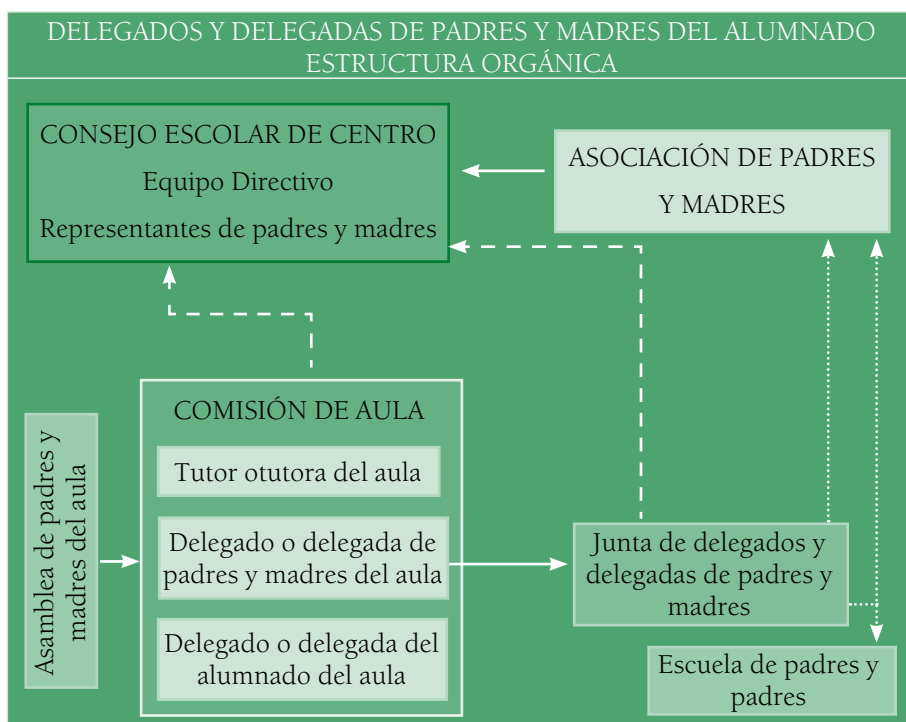 DELEGADOS Y DELEGADAS DE PADRES Y MADRES DEL ALUMNADO
ESTRUCTURA ORGÁNICA
CONSEJO ESCOLAR DE CENTRO
Equipo Directivo
Representantes de padres y madres
ASOCIACIÓN DE PADRES
Y MADRES
Asamblea de padres y
madres del aula
COMISIÓN DE AULA
Tutor otutora del aula
Delegado o delegada de
padres y madres del aula
Delegado o delegada del
alumnado del aula
Junta de delegados y
delegadas de padres y
madres
Escuela de padres y
padres